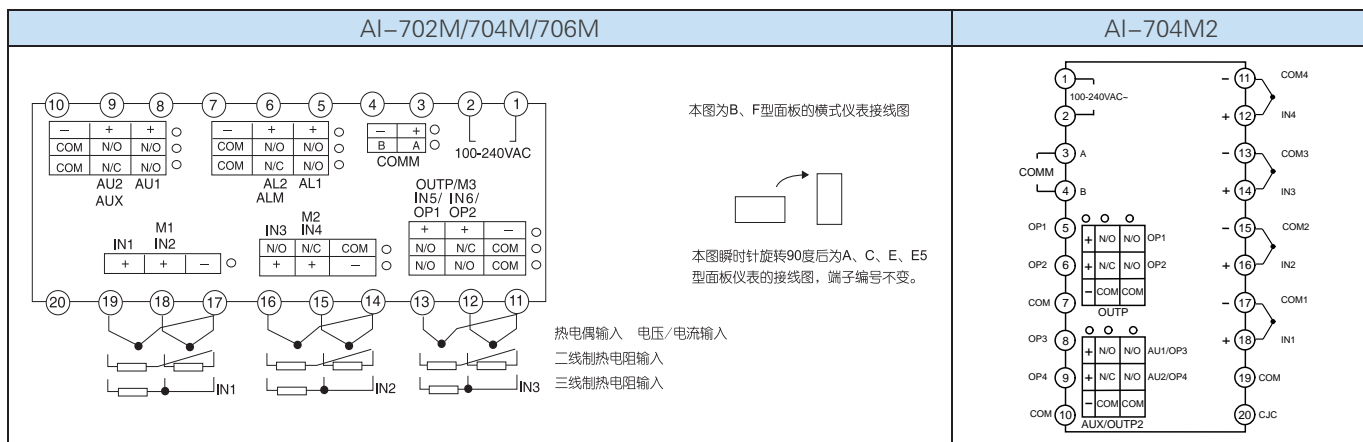 AI-702M/704M/706M
AI-704M2
10 9 8 7 6 5 4 3 2 1
- + +
COM N/O N/O
COM N/C N/O
AU2 AU1
AUX
- + +
COM N/O N/O
COM N/C N/O
AL2 AL1
ALM
- +
B A
COMM
100-240VAC
M1
IN1 IN2
+ + -
M2
IN3 IN4
N/O N/C COM
+ + -
OUTP/M3
IN5/ IN6/
OP1 OP2
+ + -
N/O N/C COM
N/O N/O COM
20 19 18 17 16 15 14 13 12 11
IN1
IN2
IN3
热电偶输入 电压/电流输入
二线制热电阻输入
三线制热电阻输入
本图为B、F型面板的横式仪表接线图
本图瞬时针旋转90度后为A、C、E、E5
型面板仪表的接线图，端子编号不变。
1
100-240VAC~
2
3 A
COMM
4 B
OP1 5 + N/O N/O OP1
OP2 6 + N/C N/O OP2
COM 7 - COM COM
OUTP
OP3 8 + N/O N/O AU1/OP3
OP4 9 + N/C N/O AU2/OP4
COM 10 - COM COM
AUX/OUTP2
- 11 COM4
+ 12 IN4
- 13 COM3
+ 14 IN3
- 15 COM2
+ 16 IN2
- 17 COM1
+ 18 IN1
19 COM
20 CJC